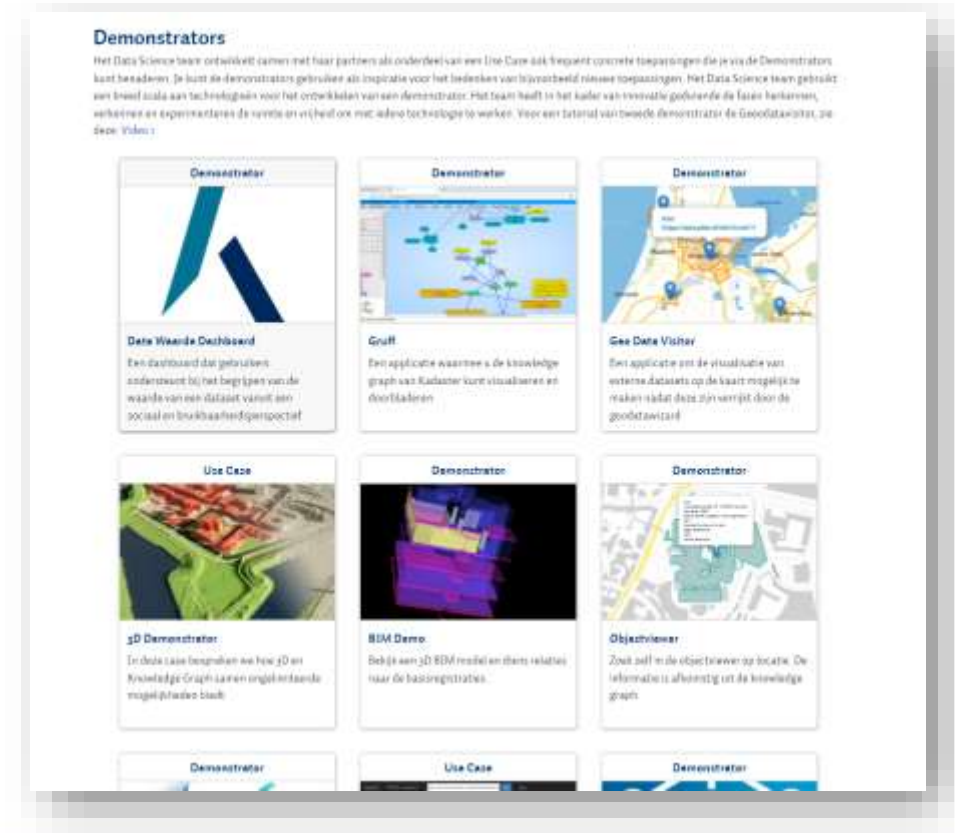 Demonstrators
Het Data Science team ontwikkelt samen met haar partners als onderdeel van een Use Case ook frequent concrete toepassingen die je via de Demonstrators
kunt benaderen. Je kunt de demonstrators gebruiken als inspiratie voor het bedenken van bijvoorbeeld nieuwe toepassingen. Het Data Science team gebruikt
een breed scala aan technologieën voor het ontwikkelen van een demonstrator. Het team heeft in het kader van innovatie gedurende de fasen herkennen,
verkennen en experimenteren de ruimte en vrijheid om met iedere technologie te werken. Voor een tutorial van tweede demonstrator de Geoodatavisitor, zie
deze: Video >
Demonstrator
Data Waarde Dashboard
Een dashboard dat gebruikers
ondersteunt bij het begrijpen van de
waarde van een dataset vanuit een
sociaal en bruikbaarheidsperspectief
Demonstrator
Gruff
Een applicatie waarmee u de knowledge
graph van Kadaster kunt visualiseren en
doorbladeren
Demonstrator
Geo Data Visitor
Een applicatie om de visualisatie van
externe datasets op de kaart mogelijk te
maken nadat deze zijn verrijkt door de
geodatawizard
Use Case
3D Demonstrator
In deze case bespreken we hoe 3D en
Knowledge Graph samen ongekende
mogelijkheden biedt
Demonstrator
BIM Demo
Bekijk een 3D BIM model en diens relaties
naar de basisregistraties
Demonstrator
Objectviewer
Zoek zelf in de objectviewer op locatie. De
informatie is afkomstig uit de knowledge
graph
Demonstrator
Use Case
Demonstrator